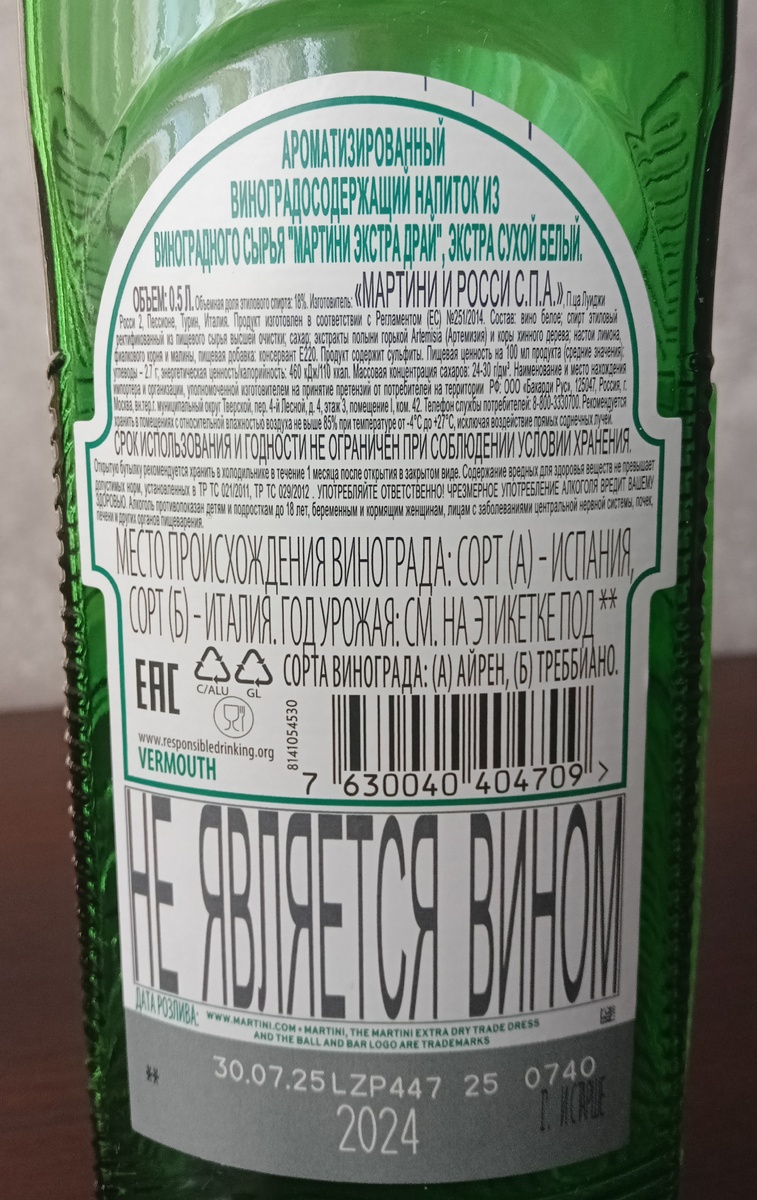 АРОМАТИЗИРОВАННЫЙ
ВИНОГРАДОСОДЕРЖАЩИЙ НАПИТОК ИЗ
ВИНОГРАДНОГО СЫРЬЯ "МАРТИНИ ЭКСТРА ДРАЙ", ЭКСТРА СУХОЙ БЕЛЫЙ.
ОБЪЕМ: 0.5 Л. Объемная доля этилового спирта: 18%. Изготовитель: «МАРТИНИ И РОССИ С.П.А.», П.ца Луиджи
Росси 2, Пессионе, Турин, Италия. Продукт изготовлен в соответствии с Регламентом (ЕС) №251/2014. Состав: вино белое; спирт этиловый
ректификованный из пищевого сырья высшей очистки; сахар; экстракты полыни горькой Artemisia (Артемизия) и коры хинного дерева; настои лимона,
фиалкового корня и малины, пищевая добавка: консервант Е220. Продукт содержит сульфиты. Пищевая ценность на 100 мл продукта (средние значения):
углеводы – 2,7 г, энергетическая ценность/калорийность: 460 кДж/110 ккал. Массовая концентрация сахаров: 24-30 г/дм³. Наименование и место нахождения
импортера и организации, уполномоченной изготовителем на принятие претензий от потребителей на территории РФ: ООО «Бакарди Рус», 125047, Россия, г.
Москва, вн.тер.г. муниципальный округ Тверской, пер. 4-й Лесной, д. 4, этаж 3, помещение I, ком. 42. Телефон службы потребителей: 8-800-3330700. Рекомендуется
хранить в помещениях с относительной влажностью воздуха не выше 85% при температуре от -4°С до +27°С, исключая воздействие прямых солнечных лучей.
СРОК ИСПОЛЬЗОВАНИЯ И ГОДНОСТИ НЕ ОГРАНИЧЕН ПРИ СОБЛЮДЕНИИ УСЛОВИЙ ХРАНЕНИЯ.
Открытую бутылку рекомендуется хранить в холодильнике в течение 1 месяца после открытия в закрытом виде. Содержание вредных для здоровья веществ не превышает
допустимых норм, установленных в ТР ТС 021/2011, ТР ТС 029/2012 . УПОТРЕБЛЯЙТЕ ОТВЕТСТВЕННО! ЧРЕЗМЕРНОЕ УПОТРЕБЛЕНИЕ АЛКОГОЛЯ ВРЕДИТ ВАШЕМУ
ЗДОРОВЬЮ. Алкоголь противопоказан детям и подросткам до 18 лет, беременным и кормящим женщинам, лицам с заболеваниями центральной нервной системы, почек,
печени и других органов пищеварения.
МЕСТО ПРОИСХОЖДЕНИЯ ВИНОГРАДА: СОРТ (А) – ИСПАНИЯ,
СОРТ (Б) – ИТАЛИЯ. ГОД УРОЖАЯ: СМ. НА ЭТИКЕТКЕ ПОД **
СОРТА ВИНОГРАДА: (А) АЙРЕН, (Б) ТРЕББИАНО.
EAC
C/ALU GL
www.responsibledrinking.org
VERMOUTH
8141054530
7 630040 404709 >
НЕ ЯВЛЯЕТСЯ ВИНОМ
ДАТА РОЗЛИВА:
WWW.MARTINI.COM • MARTINI, THE MARTINI EXTRA DRY TRADE DRESS
AND THE BALL AND BAR LOGO ARE TRADEMARKS
** 30.07.25 LZP447 25 0740
2024